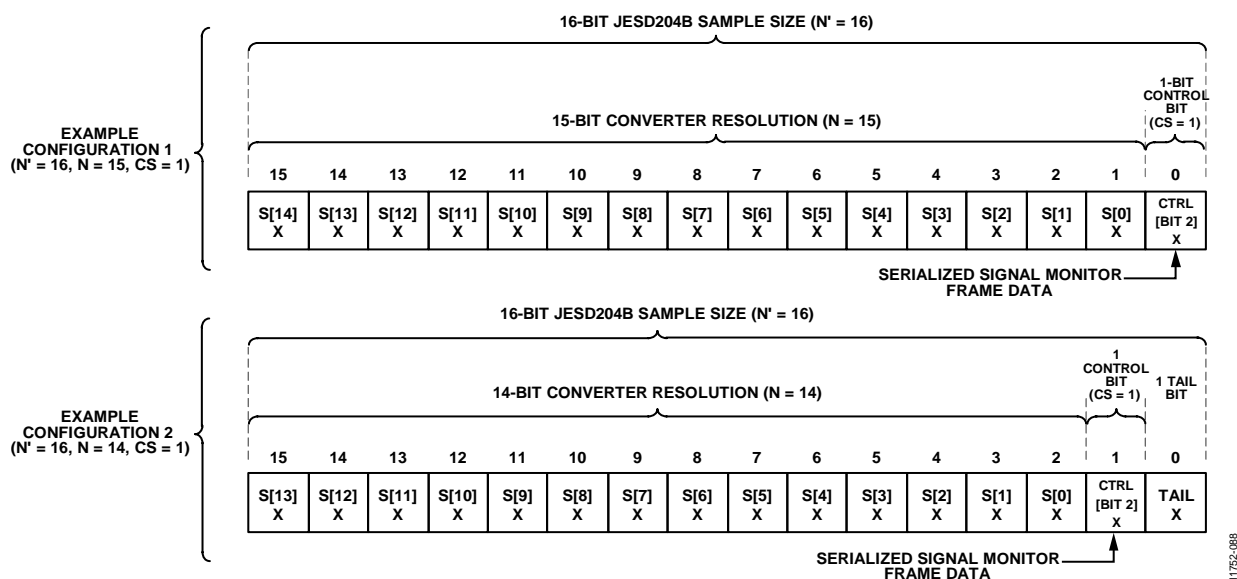 16-BIT JESD204B SAMPLE SIZE (N' = 16)
1-BIT
CONTROL
BIT
(CS = 1)
15-BIT CONVERTER RESOLUTION (N = 15)
EXAMPLE
CONFIGURATION 1
(N' = 16, N = 15, CS = 1)
15 14 13 12 11 10 9 8 7 6 5 4 3 2 1 0
S[14] S[13] S[12] S[11] S[10] S[9] S[8] S[7] S[6] S[5] S[4] S[3] S[2] S[1] S[0] CTRL
[BIT 2]
X X X X X X X X X X X X X X X X
SERIALIZED SIGNAL MONITOR
FRAME DATA
16-BIT JESD204B SAMPLE SIZE (N' = 16)
1
CONTROL
BIT
(CS = 1)
1 TAIL
BIT
14-BIT CONVERTER RESOLUTION (N = 14)
EXAMPLE
CONFIGURATION 2
(N' = 16, N = 14, CS = 1)
15 14 13 12 11 10 9 8 7 6 5 4 3 2 1 0
S[13] S[12] S[11] S[10] S[9] S[8] S[7] S[6] S[5] S[4] S[3] S[2] S[1] S[0] CTRL TAIL
[BIT 2]
X X X X X X X X X X X X X X X X
SERIALIZED SIGNAL MONITOR
FRAME DATA